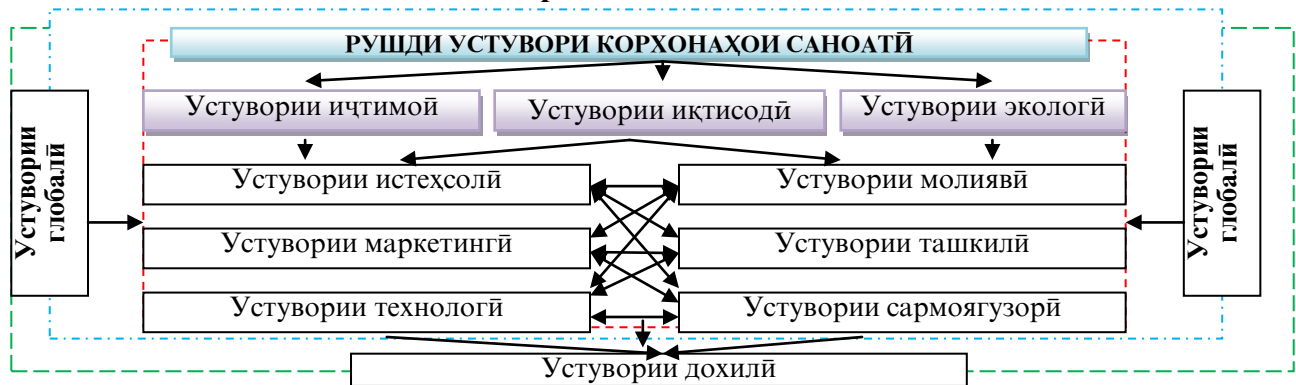 РУШДИ УСТУВОРИ КОРХОНАҲОИ САНОАТӢ
Устувории иҷтимоӣ
Устувории иқтисодӣ
Устувории экологӣ
Устувории
глобалӣ
Устувории истеҳсолӣ
Устувории молиявӣ
Устувории
глобалӣ
Устувории маркетингӣ
Устувории ташкилӣ
Устувории технологӣ
Устувории сармоягузорӣ
Устувории дохилӣ